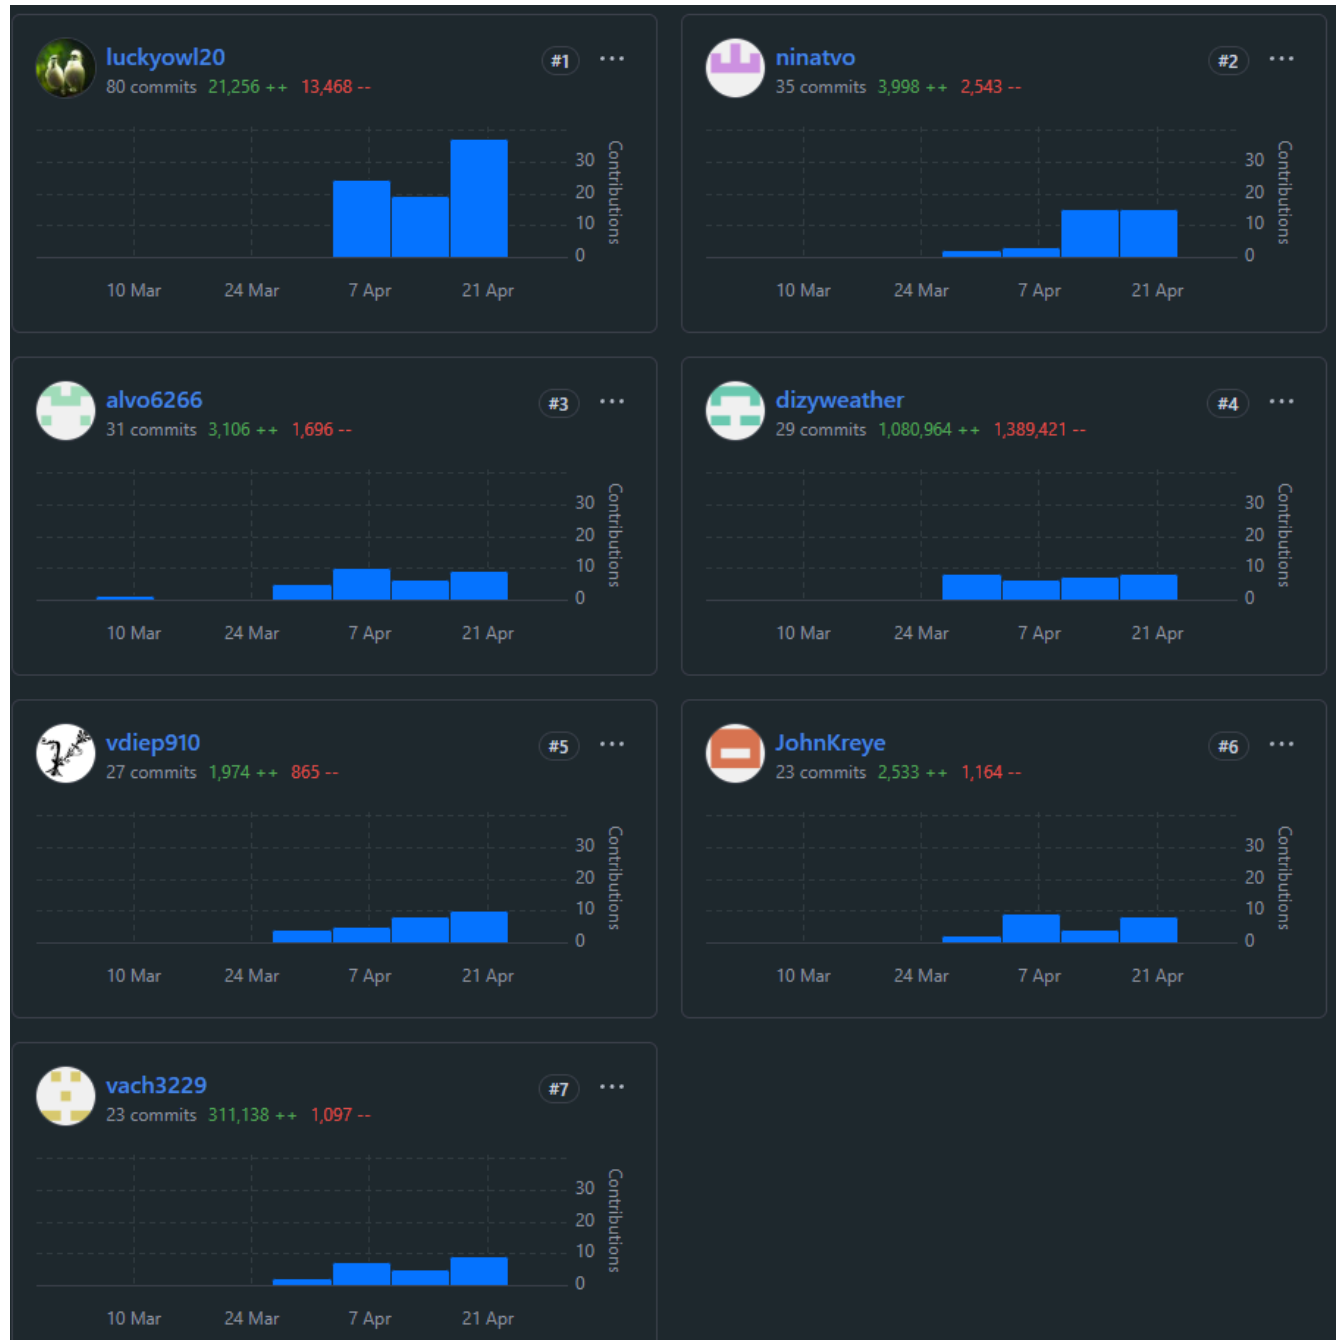 luckyowl20 #1 ...
80 commits 21,256 ++ 13,468 --
30
20
10
0
Contributions
10 Mar 24 Mar 7 Apr 21 Apr
ninatvo #2 ...
35 commits 3,998 ++ 2,543 --
30
20
10
0
Contributions
10 Mar 24 Mar 7 Apr 21 Apr
alvo6266 #3 ...
31 commits 3,106 ++ 1,696 --
30
20
10
0
Contributions
10 Mar 24 Mar 7 Apr 21 Apr
dizyweather #4 ...
29 commits 1,080,964 ++ 1,389,421 --
30
20
10
0
Contributions
10 Mar 24 Mar 7 Apr 21 Apr
vdiep910 #5 ...
27 commits 1,974 ++ 865 --
30
20
10
0
Contributions
10 Mar 24 Mar 7 Apr 21 Apr
JohnKreye #6 ...
23 commits 2,533 ++ 1,164 --
30
20
10
0
Contributions
10 Mar 24 Mar 7 Apr 21 Apr
vach3229 #7 ...
23 commits 311,138 ++ 1,097 --
30
20
10
0
Contributions
10 Mar 24 Mar 7 Apr 21 Apr